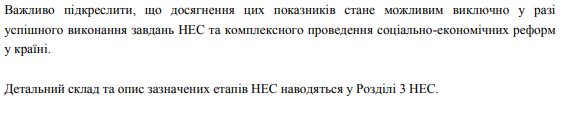 Важливо підкреслити, що досягнення цих показників стане можливим виключно у разі
успішного виконання завдань НЕС та комплексного проведення соціально-економічних реформ
у країні.
Детальний склад та опис зазначених етапів НЕС наводяться у Розділі 3 НЕС.